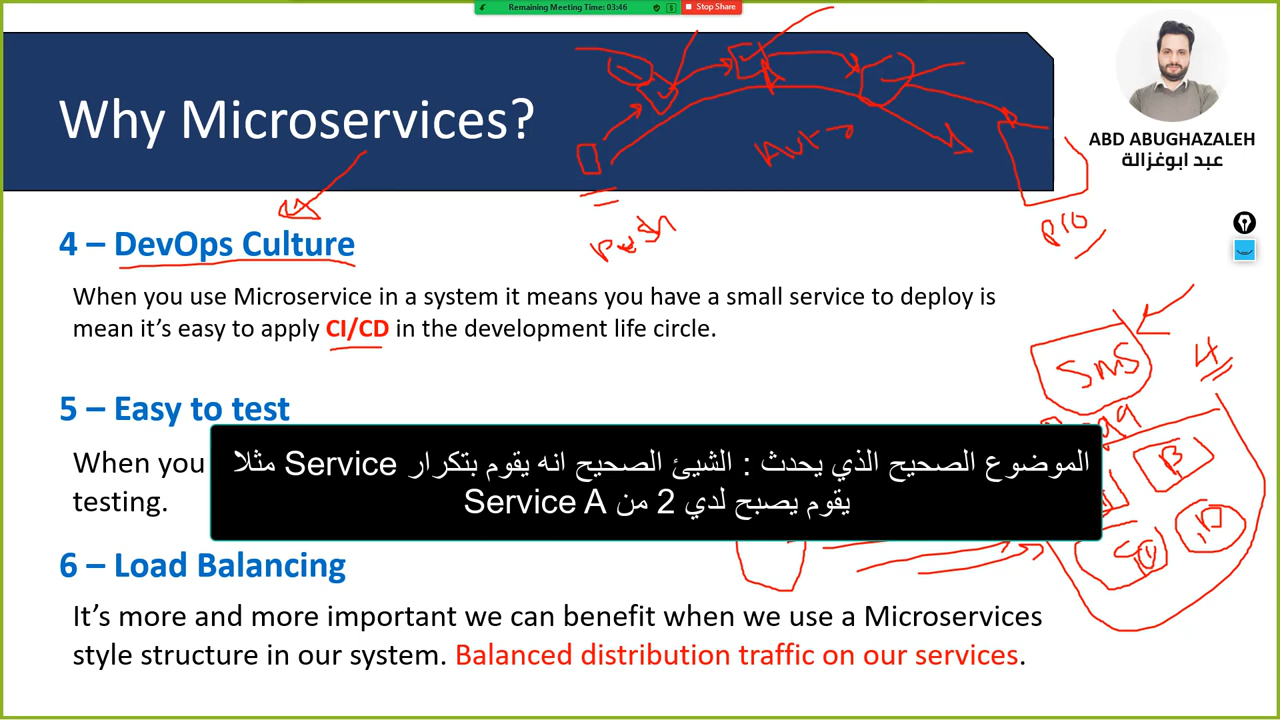 Remaining Meeting Time: 03:46
Stop Share
Why Microservices?
ABD ABUGHAZALEH
عبد ابوغزالة
Auto
Push
4 – DevOps Culture
When you use Microservice in a system it means you have a small service to deploy is
mean it’s easy to apply CI/CD in the development life circle.
SMS
4
5 – Easy to test
When you
testing.
B
الموضوع الصحيح الذي يحدث : الشيئ الصحيح انه يقوم بتكرار Service مثلا
يقوم يصبح لدي 2 من Service A
6 – Load Balancing
It’s more and more important we can benefit when we use a Microservices
style structure in our system. Balanced distribution traffic on our services.